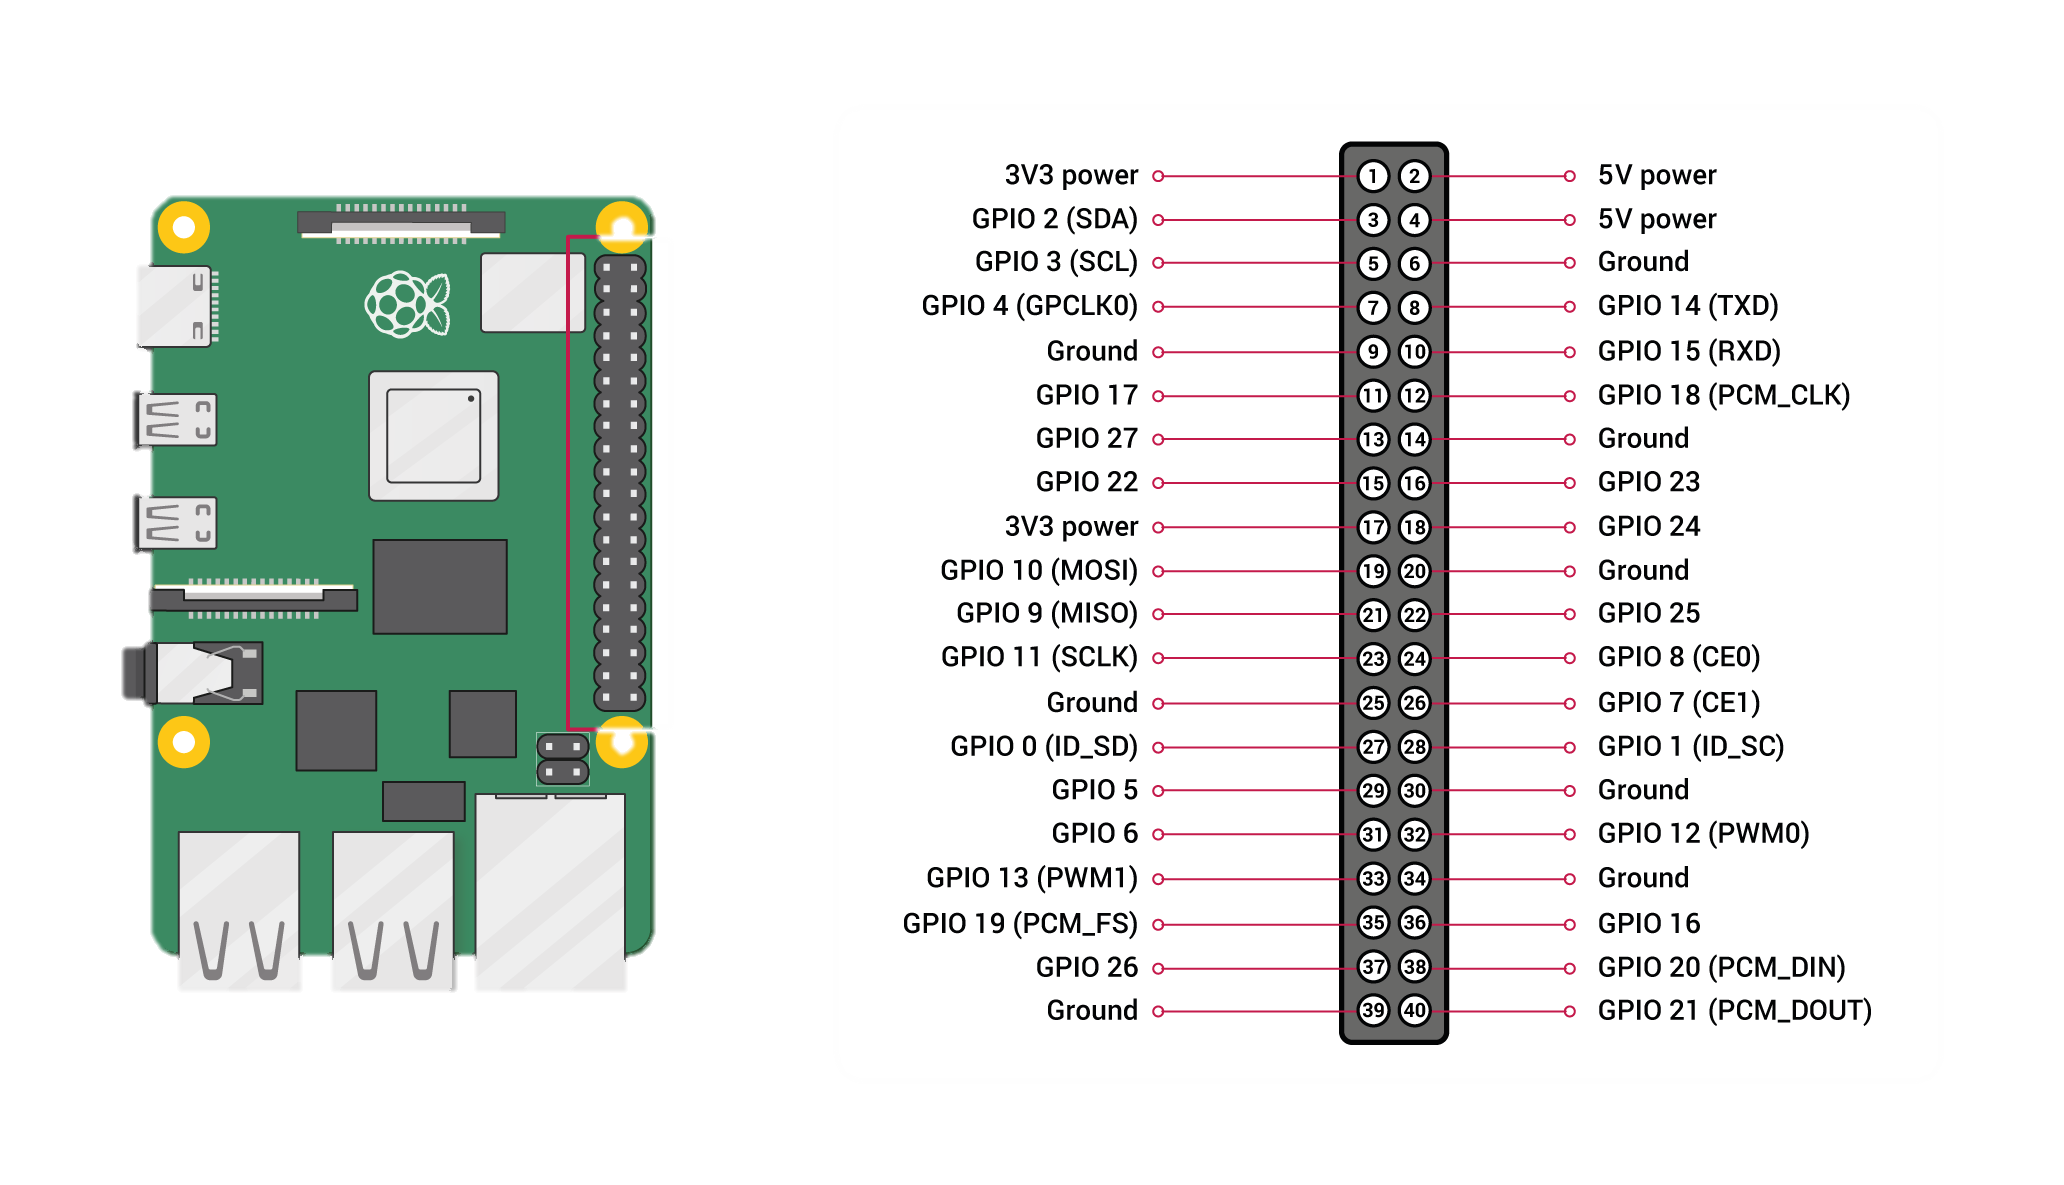 3V3 power 1 2 5V power
GPIO 2 (SDA) 3 4 5V power
GPIO 3 (SCL) 5 6 Ground
GPIO 4 (GPCLK0) 7 8 GPIO 14 (TXD)
Ground 9 10 GPIO 15 (RXD)
GPIO 17 11 12 GPIO 18 (PCM_CLK)
GPIO 27 13 14 Ground
GPIO 22 15 16 GPIO 23
3V3 power 17 18 GPIO 24
GPIO 10 (MOSI) 19 20 Ground
GPIO 9 (MISO) 21 22 GPIO 25
GPIO 11 (SCLK) 23 24 GPIO 8 (CE0)
Ground 25 26 GPIO 7 (CE1)
GPIO 0 (ID_SD) 27 28 GPIO 1 (ID_SC)
GPIO 5 29 30 Ground
GPIO 6 31 32 GPIO 12 (PWM0)
GPIO 13 (PWM1) 33 34 Ground
GPIO 19 (PCM_FS) 35 36 GPIO 16
GPIO 26 37 38 GPIO 20 (PCM_DIN)
Ground 39 40 GPIO 21 (PCM_DOUT)